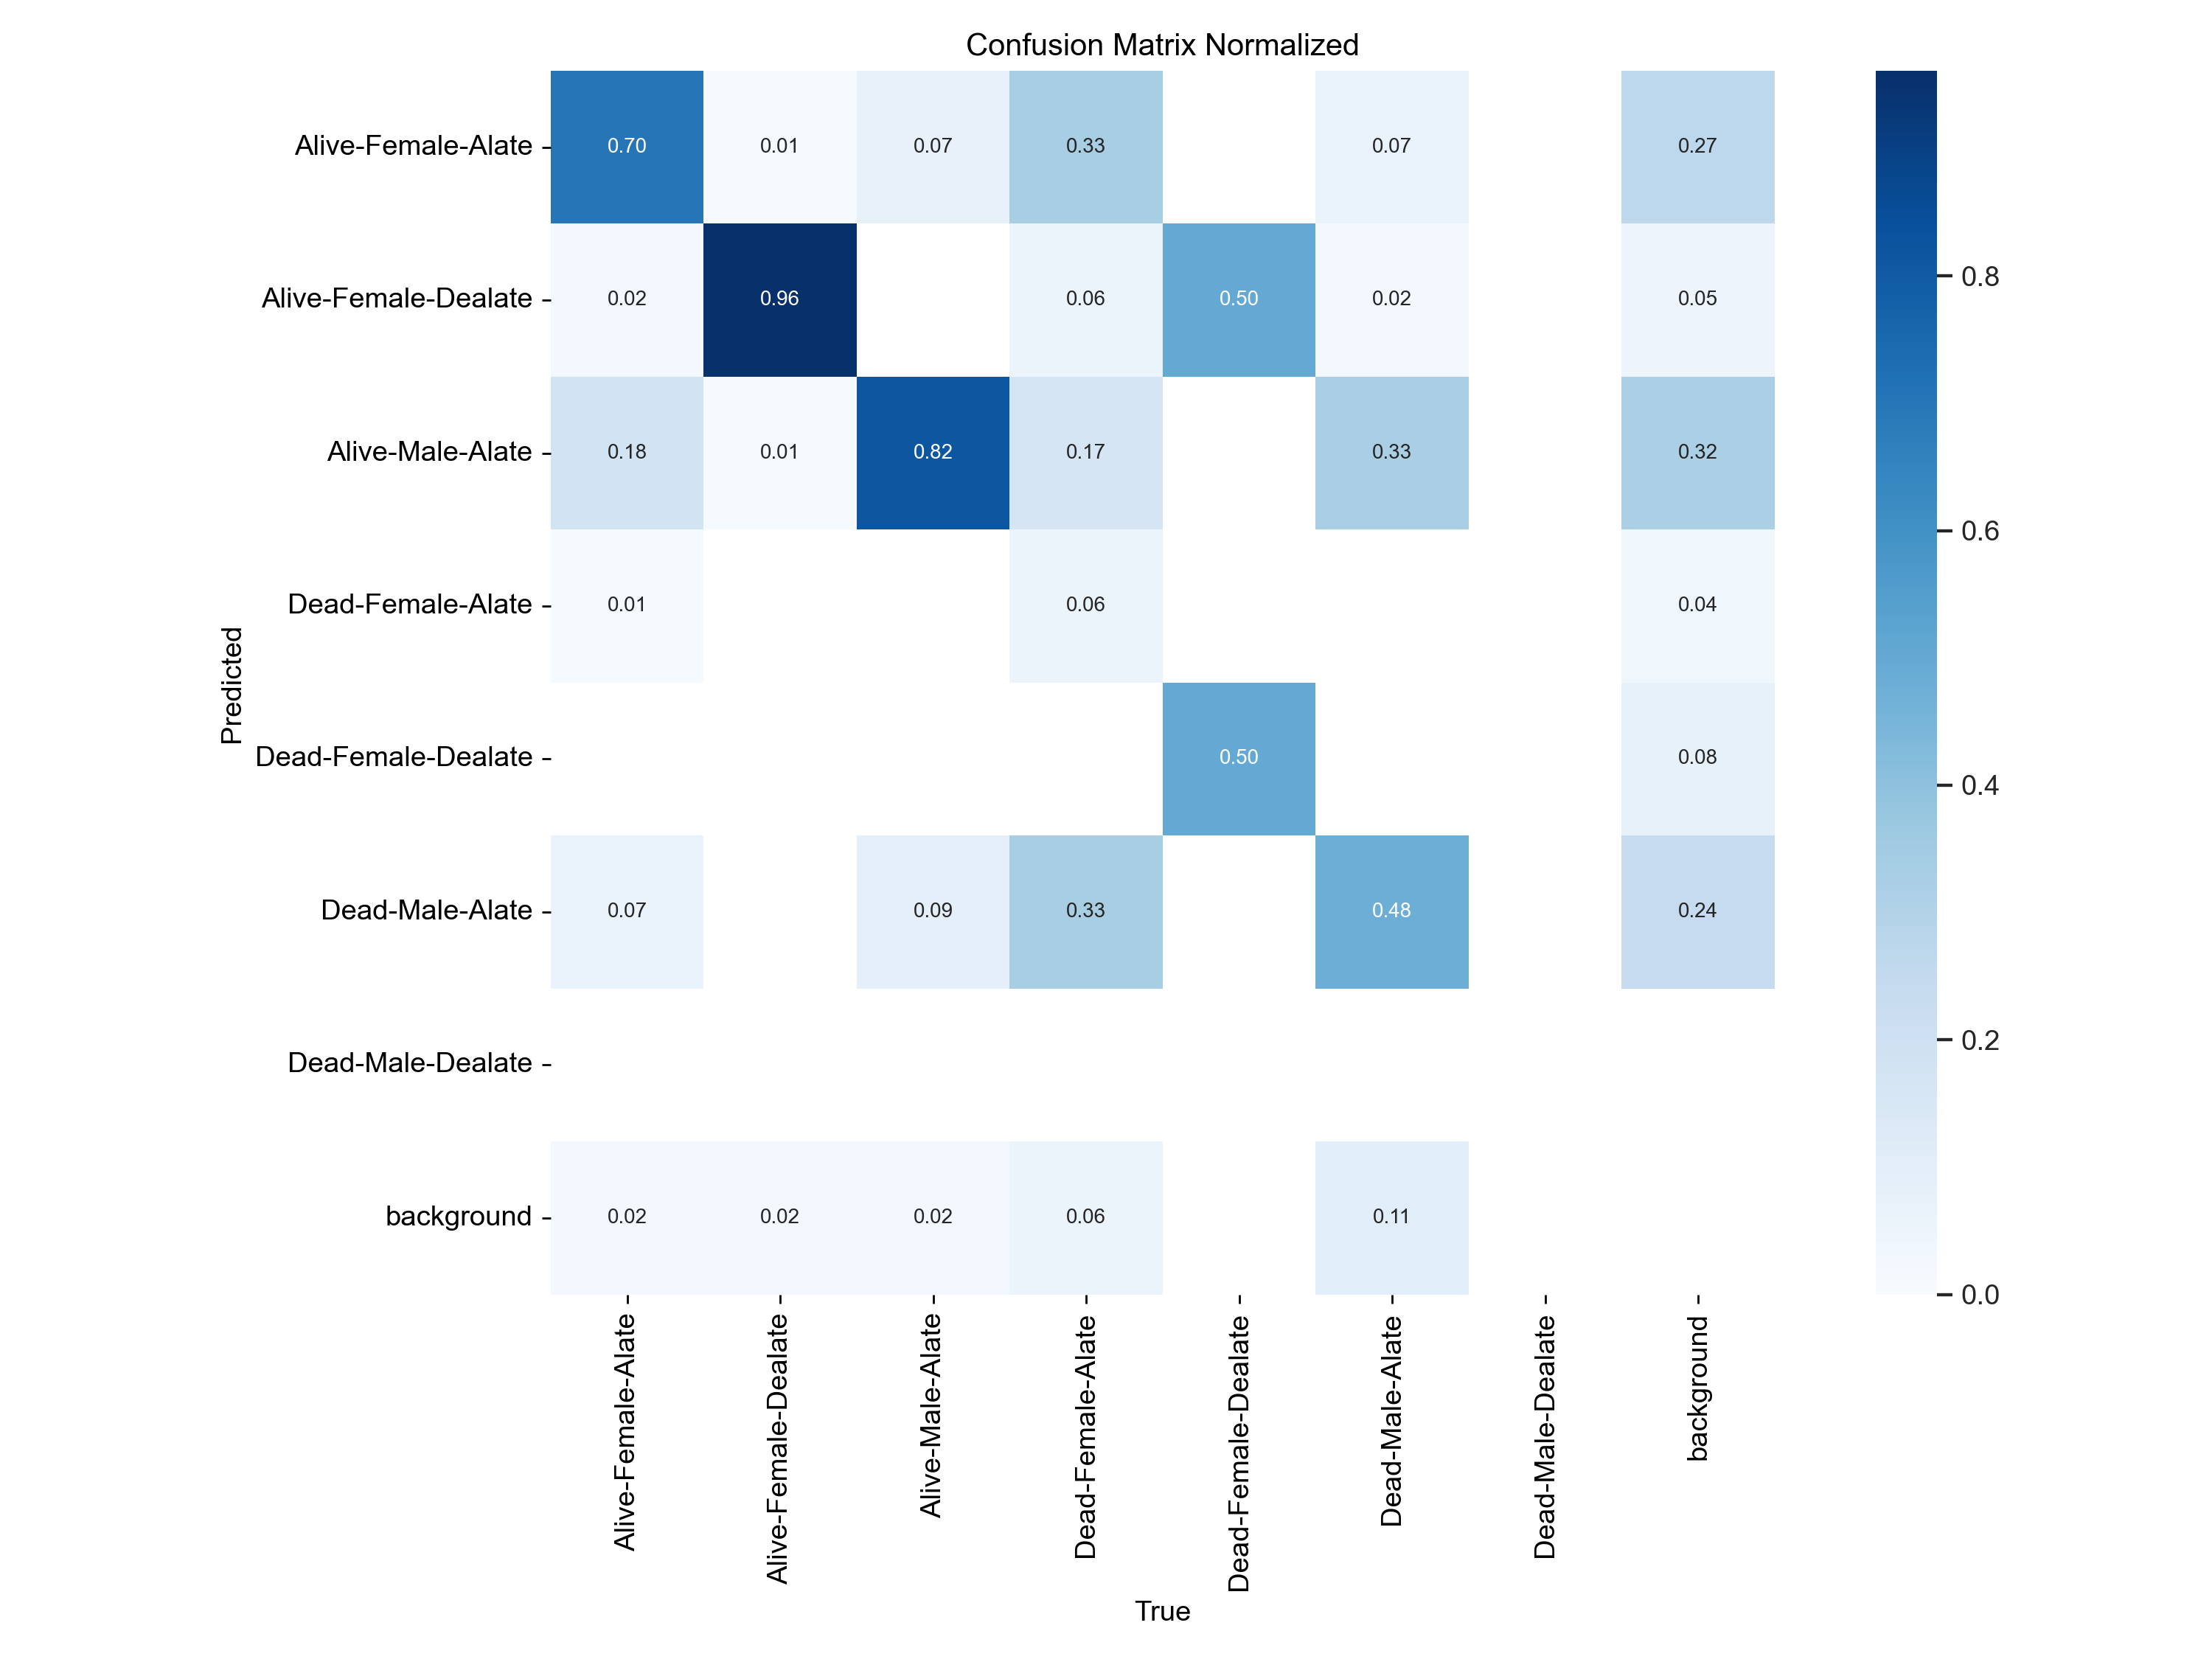 Confusion Matrix Normalized
Predicted
Alive-Female-Alate 0.70 0.01 0.07 0.33 0.07 0.27
Alive-Female-Dealate 0.02 0.96 0.06 0.50 0.02 0.05
Alive-Male-Alate 0.18 0.01 0.82 0.17 0.33 0.32
Dead-Female-Alate 0.01 0.06 0.04
Dead-Female-Dealate 0.50 0.08
Dead-Male-Alate 0.07 0.09 0.33 0.48 0.24
Dead-Male-Dealate
background 0.02 0.02 0.02 0.06 0.11
Alive-Female-Alate
Alive-Female-Dealate
Alive-Male-Alate
Dead-Female-Alate
Dead-Female-Dealate
Dead-Male-Alate
Dead-Male-Dealate
background
True
0.8
0.6
0.4
0.2
0.0